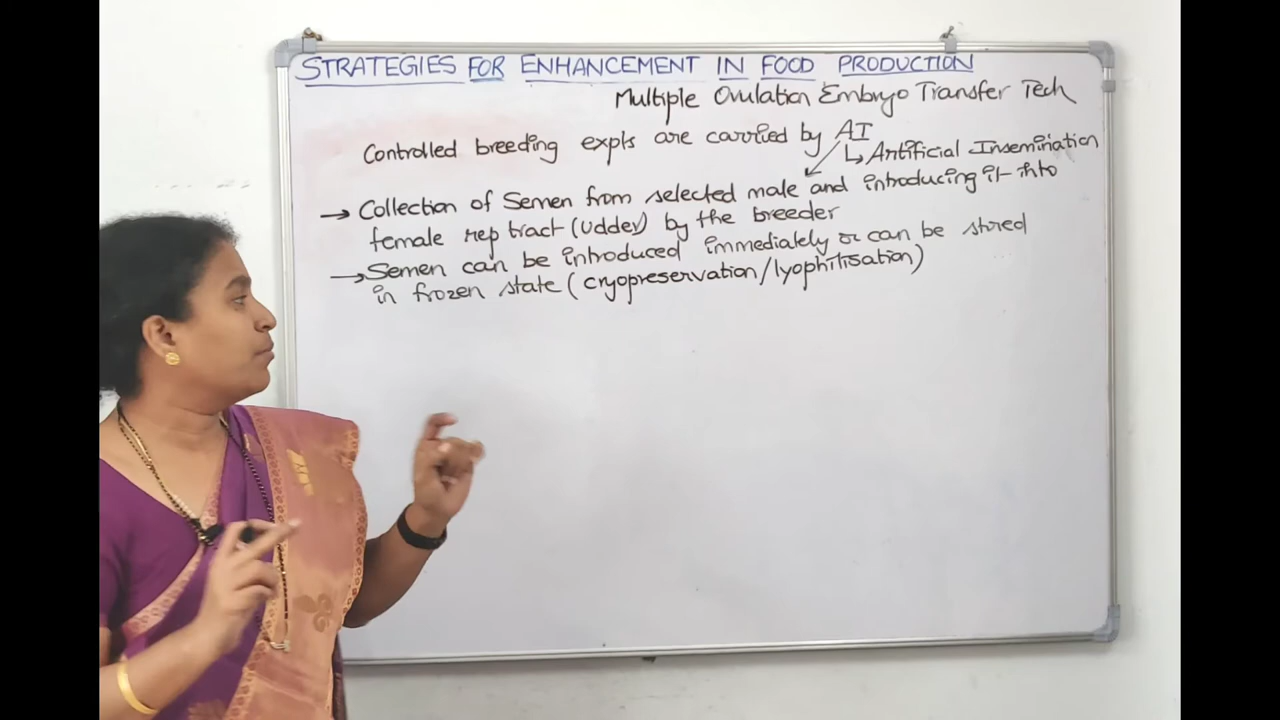 STRATEGIES FOR ENHANCEMENT IN FOOD PRODUCTION
Multiple Ovulation Embryo Transfer Tech
Controlled breeding expts are carried by AI
↳ Artificial Insemination
→ Collection of Semen from selected male and introducing it into
female rep tract (Udder) by the breeder
→ Semen can be introduced immediately or can be stored
in frozen state (cryopreservation/lyophilisation)